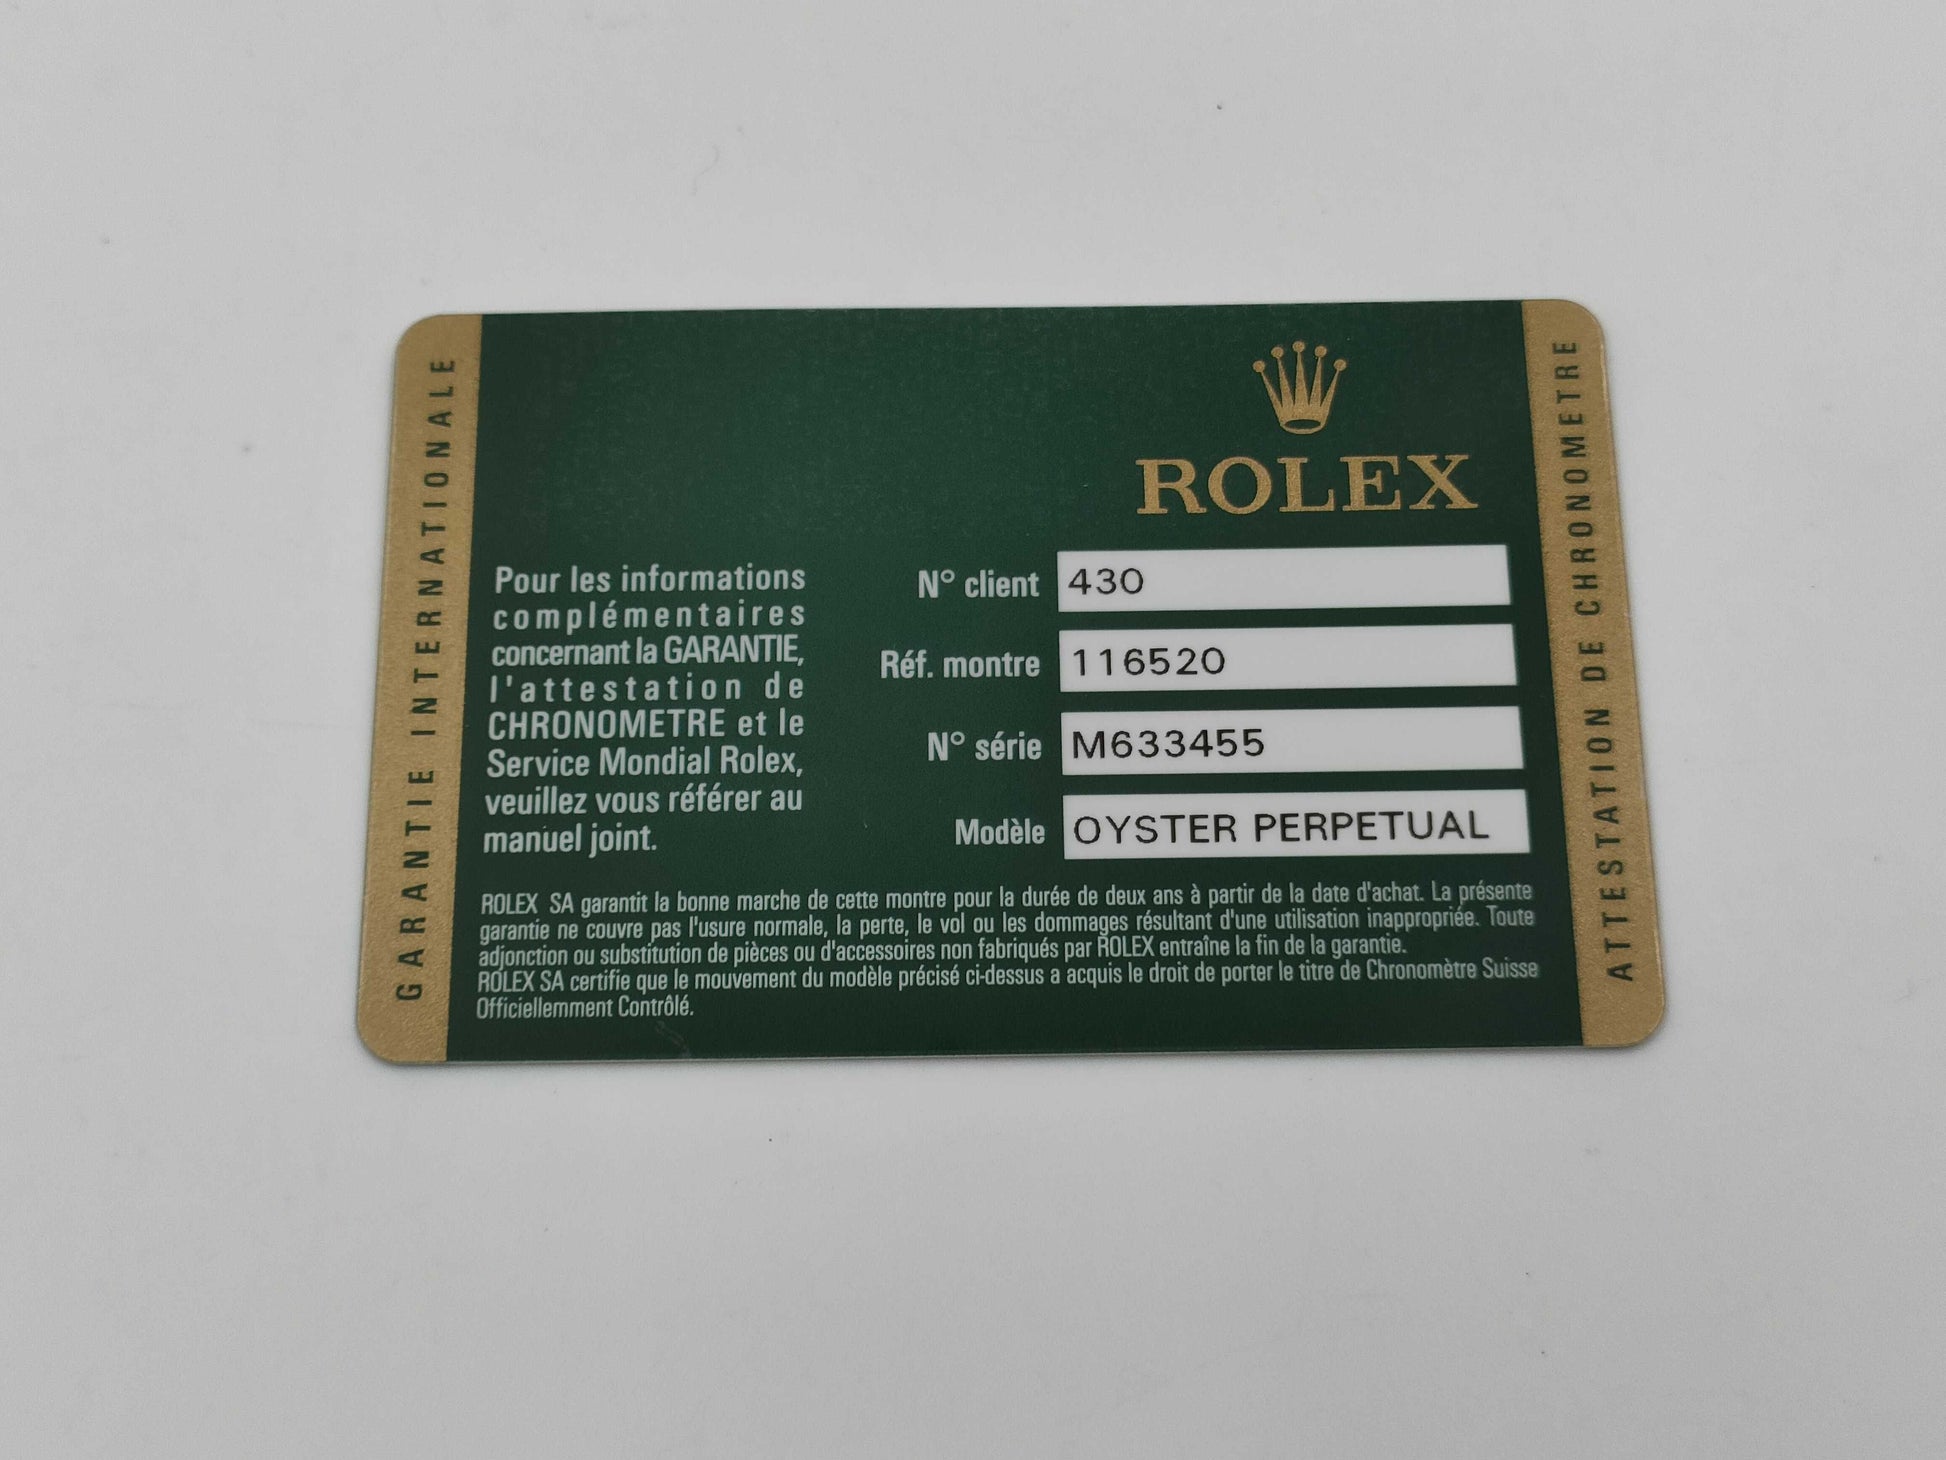 GARANTIE INTERNATIONALE
ROLEX
Pour les informations
complémentaires
concernant la GARANTIE,
l'attestation de
CHRONOMETRE et le
Service Mondial Rolex,
veuillez vous référer au
manuel joint.
N° client 430
Réf. montre 116520
N° série M633455
Modèle OYSTER PERPETUAL
ROLEX SA garantit la bonne marche de cette montre pour la durée de deux ans à partir de la date d'achat. La présente
garantie ne couvre pas l'usure normale, la perte, le vol ou les dommages résultant d'une utilisation inappropriée. Toute
adjonction ou substitution de pièces ou d'accessoires non fabriqués par ROLEX entraîne la fin de la garantie.
ROLEX SA certifie que le mouvement du modèle précisé ci-dessus a acquis le droit de porter le titre de Chronomètre Suisse
Officiellemment Contrôlé.
ATTESTATION DE CHRONOMETRE